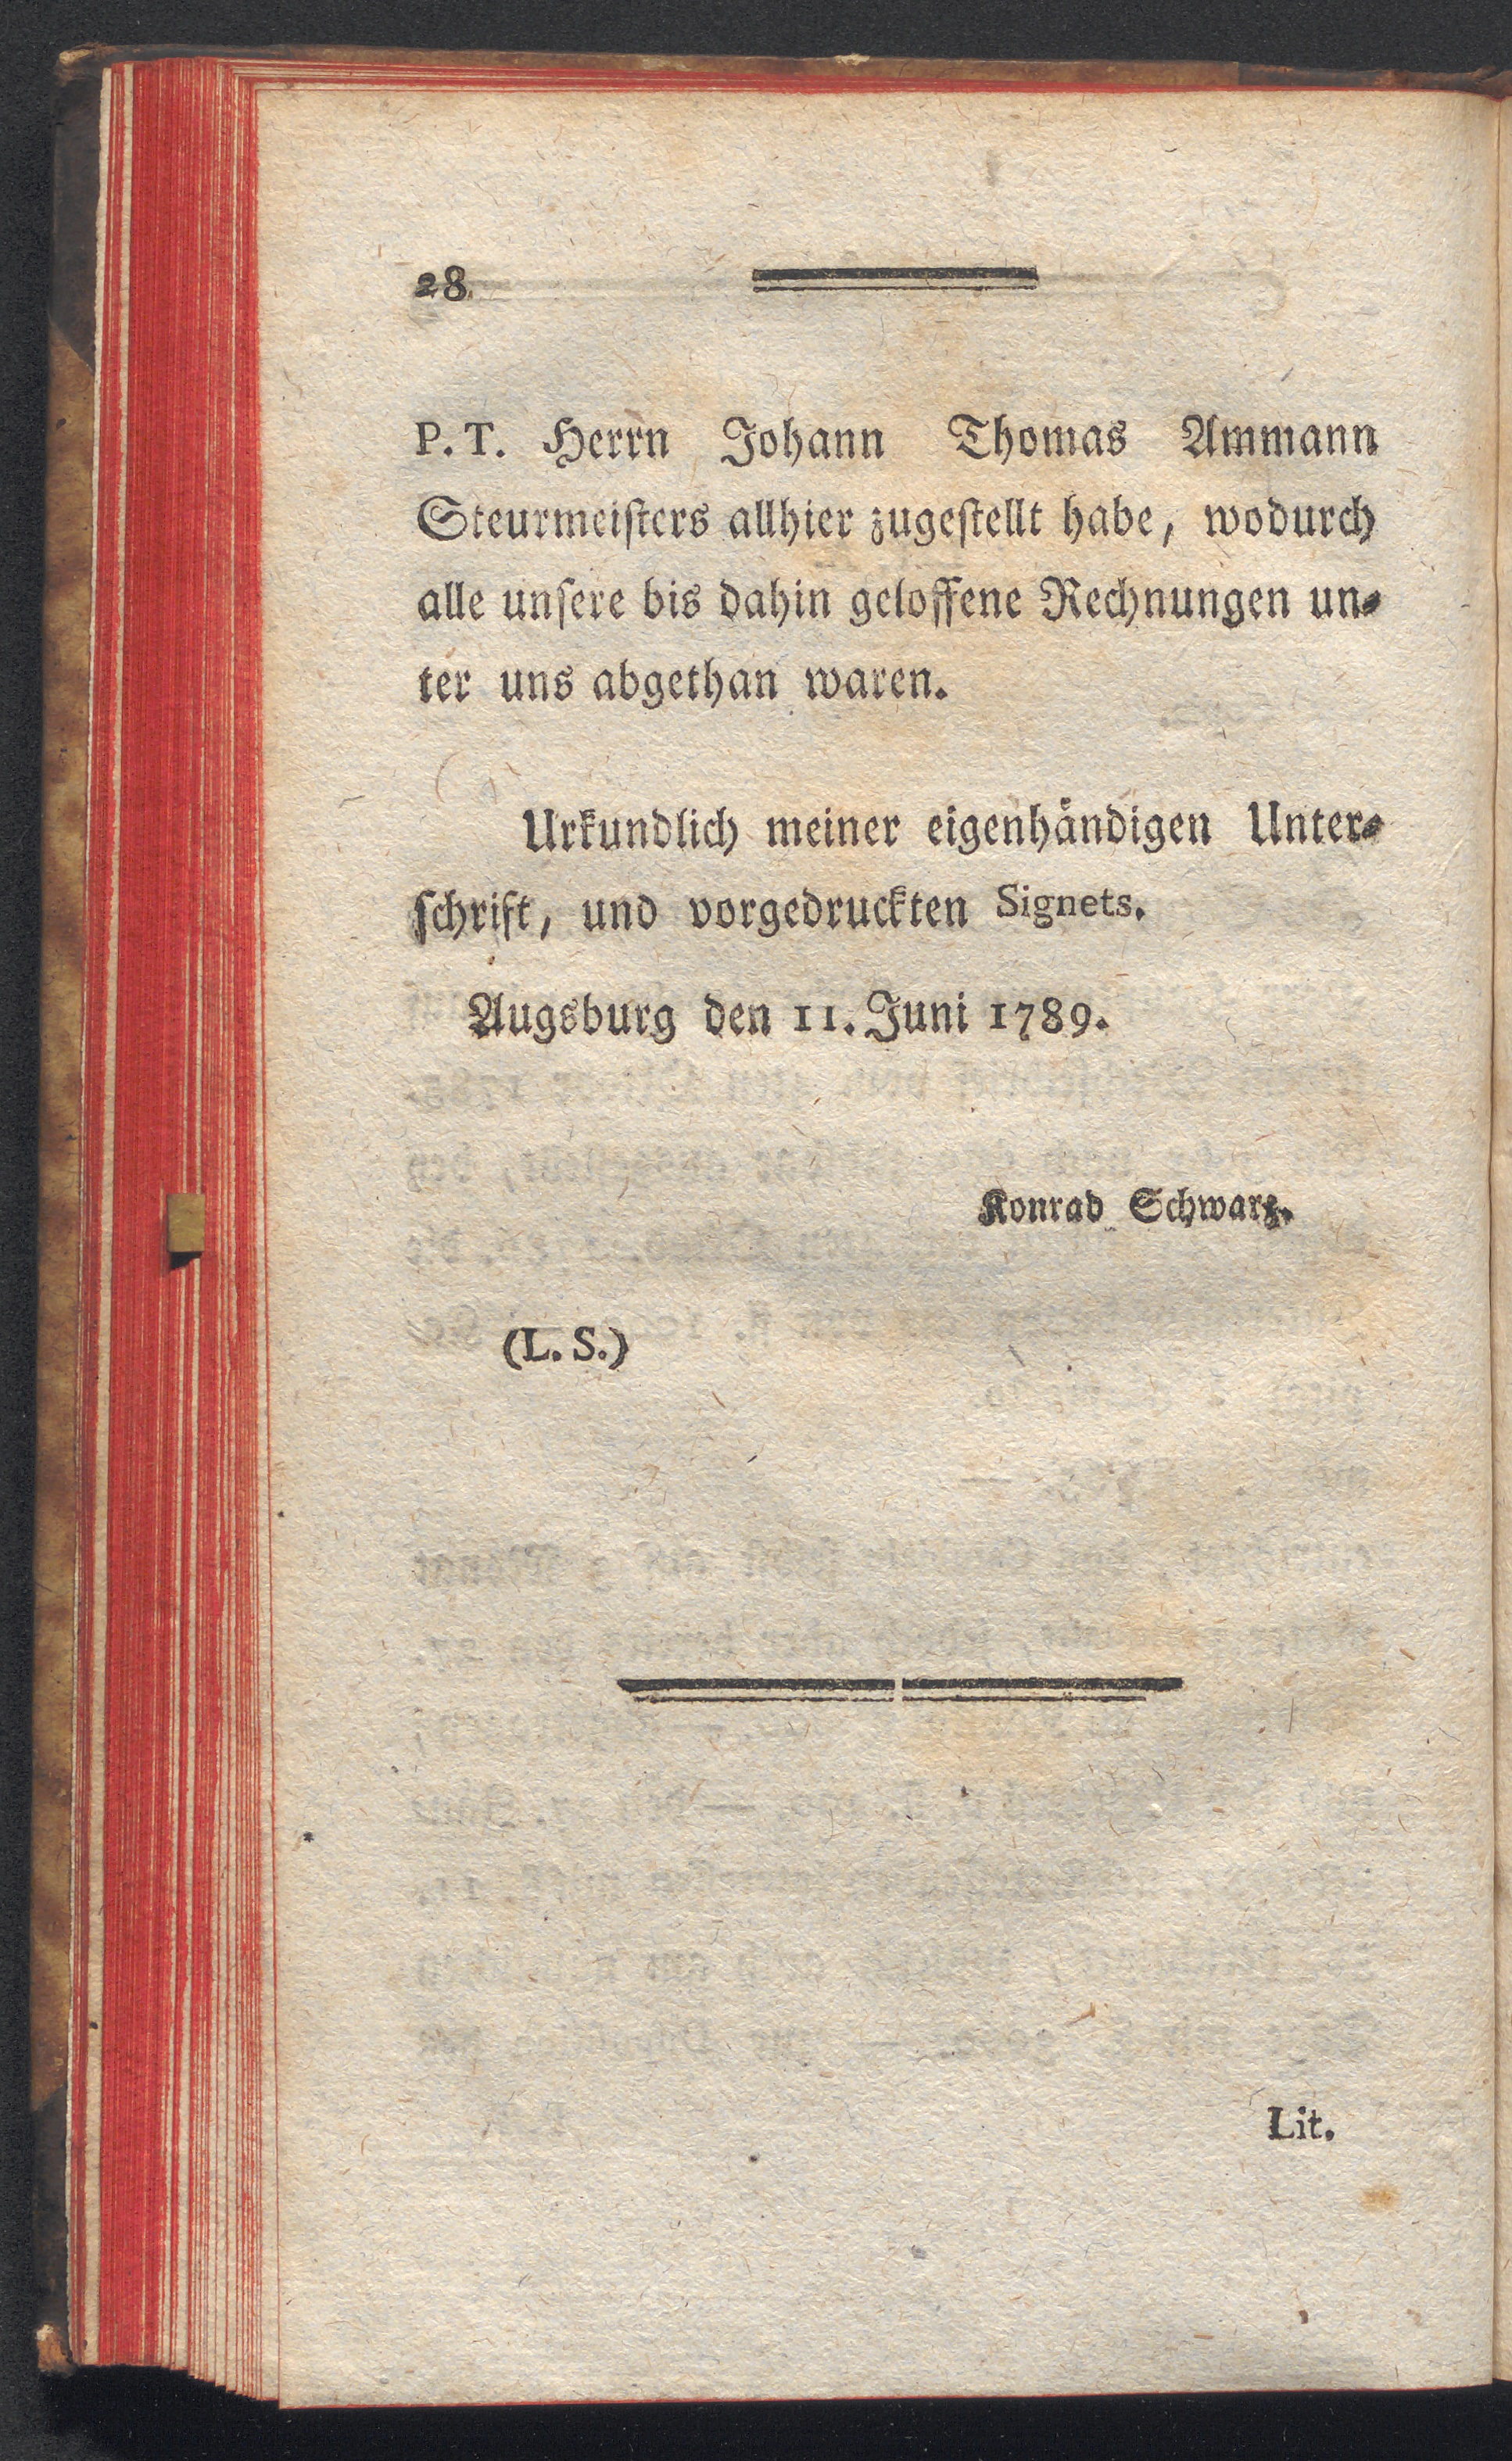 28
P. T. Herrn Johann Thomas Ammann
Steurmeiſters allhier zugeſtellt habe, wodurch
alle unſere bis dahin geloffene Rechnungen un-
ter uns abgethan waren.
Urkundlich meiner eigenhändigen Unter-
ſchrift, und vorgedruckten Signets.
Augsburg den 11. Juni 1789.
Konrad Schwarz.
(L. S.)
Lit.